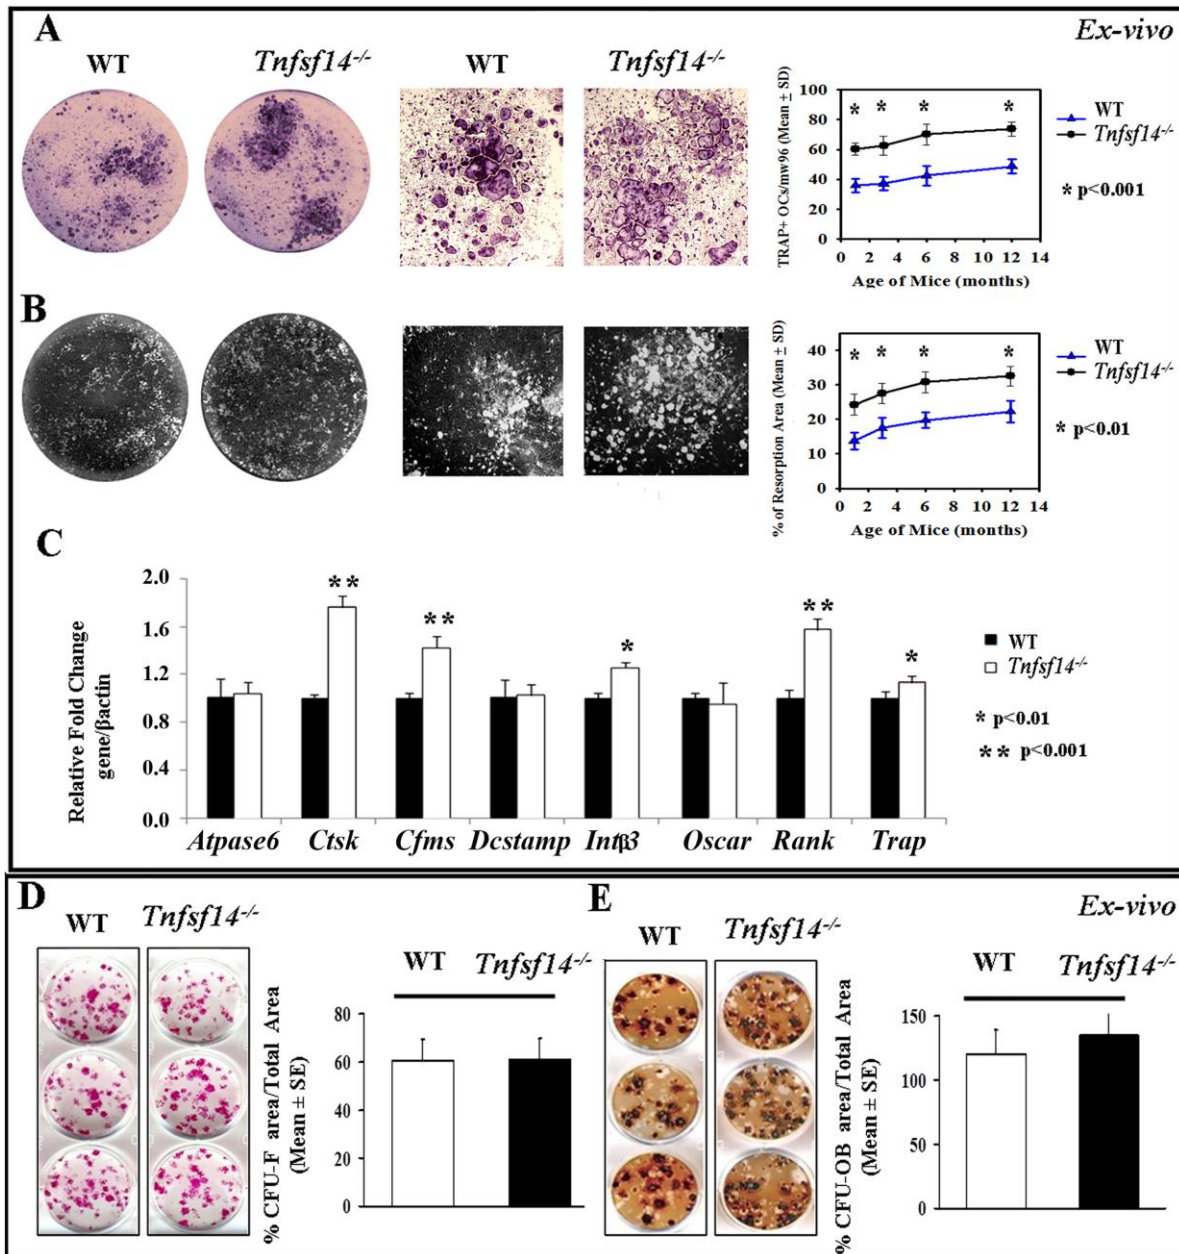 A
Ex-vivo
WT
Tnfsf14-/-
WT
Tnfsf14-/-
TRAP+ OCs/mw96 (Mean ± SD)
100
80
60
40
20
0
* * * *
0 2 4 6 8 10 12 14
Age of Mice (months)
WT
Tnfsf14-/-
* p<0.001
B
% of Resorption Area (Mean ± SD)
40
30
20
10
0
* * * *
0 2 4 6 8 10 12 14
Age of Mice (months)
WT
Tnfsf14-/-
* p<0.01
C
Relative Fold Change
gene/βactin
2.0
1.6
1.2
0.8
0.4
0.0
** ** * ** *
Atpase6 Ctsk Cfms Dcstamp Intβ3 Oscar Rank Trap
WT
Tnfsf14-/-
* p<0.01
** p<0.001
D
WT
Tnfsf14-/-
% CFU-F area/Total Area
(Mean ± SE)
WT
Tnfsf14-/-
80
60
40
20
0
E
Ex-vivo
WT
Tnfsf14-/-
% CFU-OB area/Total Area
(Mean ± SE)
WT
Tnfsf14-/-
150
100
50
0